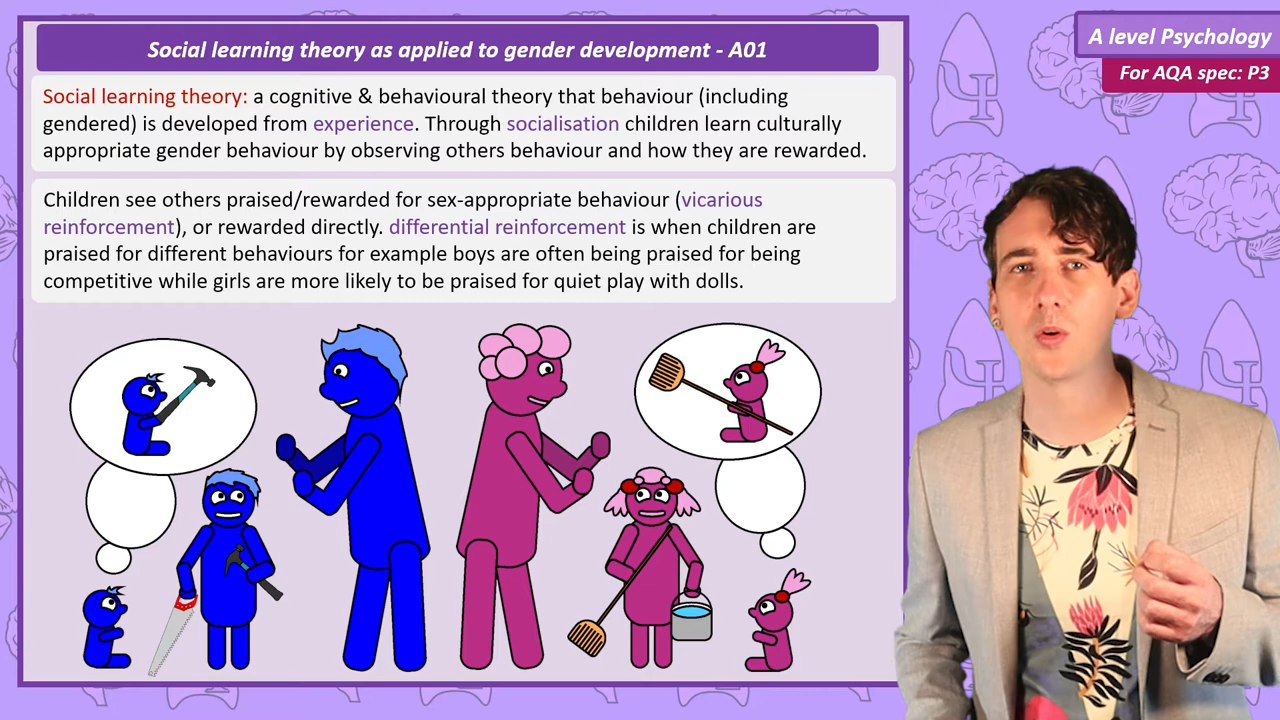 Social learning theory as applied to gender development - A01
A level Psychology
For AQA spec: P3
Social learning theory: a cognitive & behavioural theory that behaviour (including
gendered) is developed from experience. Through socialisation children learn culturally
appropriate gender behaviour by observing others behaviour and how they are rewarded.
Children see others praised/rewarded for sex-appropriate behaviour (vicarious
reinforcement), or rewarded directly. differential reinforcement is when children are
praised for different behaviours for example boys are often being praised for being
competitive while girls are more likely to be praised for quiet play with dolls.